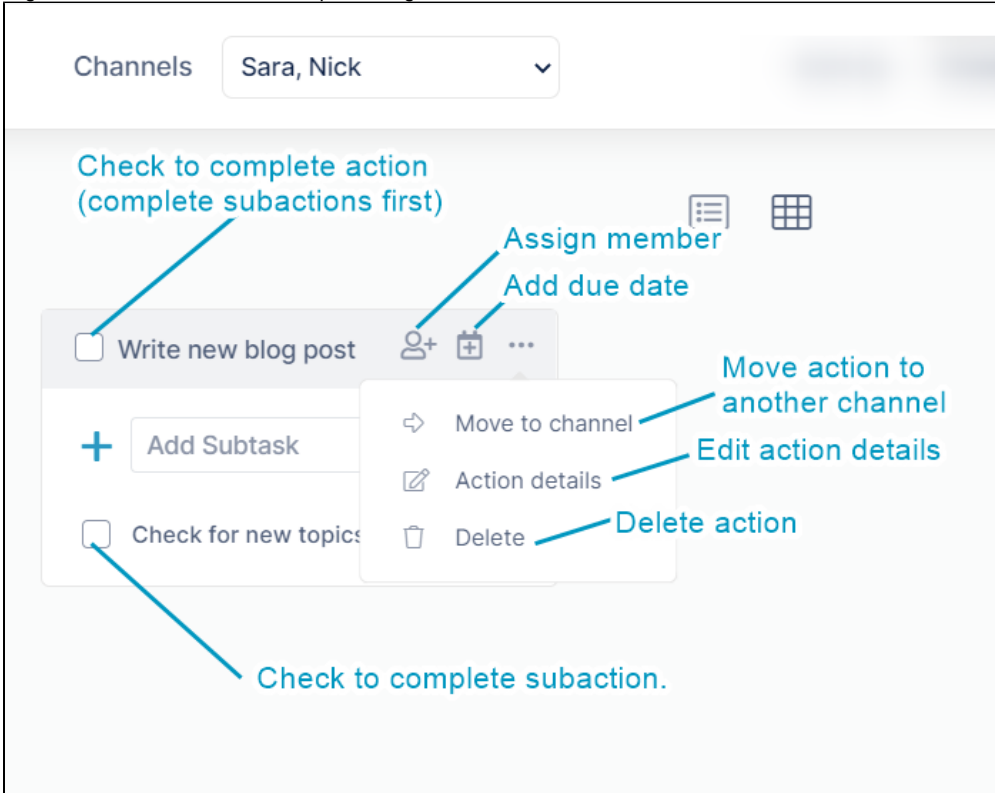 Channels
Sara, Nick
Check to complete action
(complete subactions first)
Assign member
Add due date
Write new blog post
Move action to
another channel
Move to channel
Edit action details
Add Subtask
Action details
Delete action
Check for new topics
Delete
Check to complete subaction.